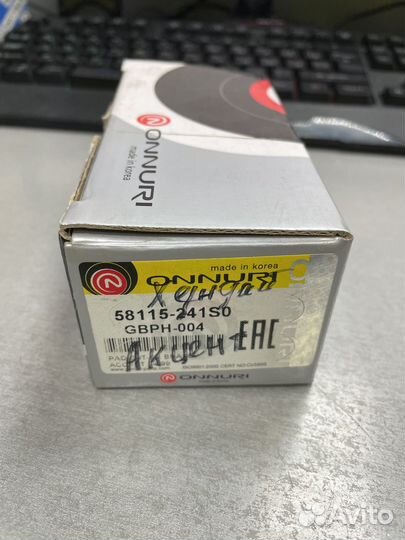 ONNURI
made in korea
made in korea
ONNURI
Хундай
58115-241S0
GBPH-004
Акцент
EAC
ONNURI
Avito